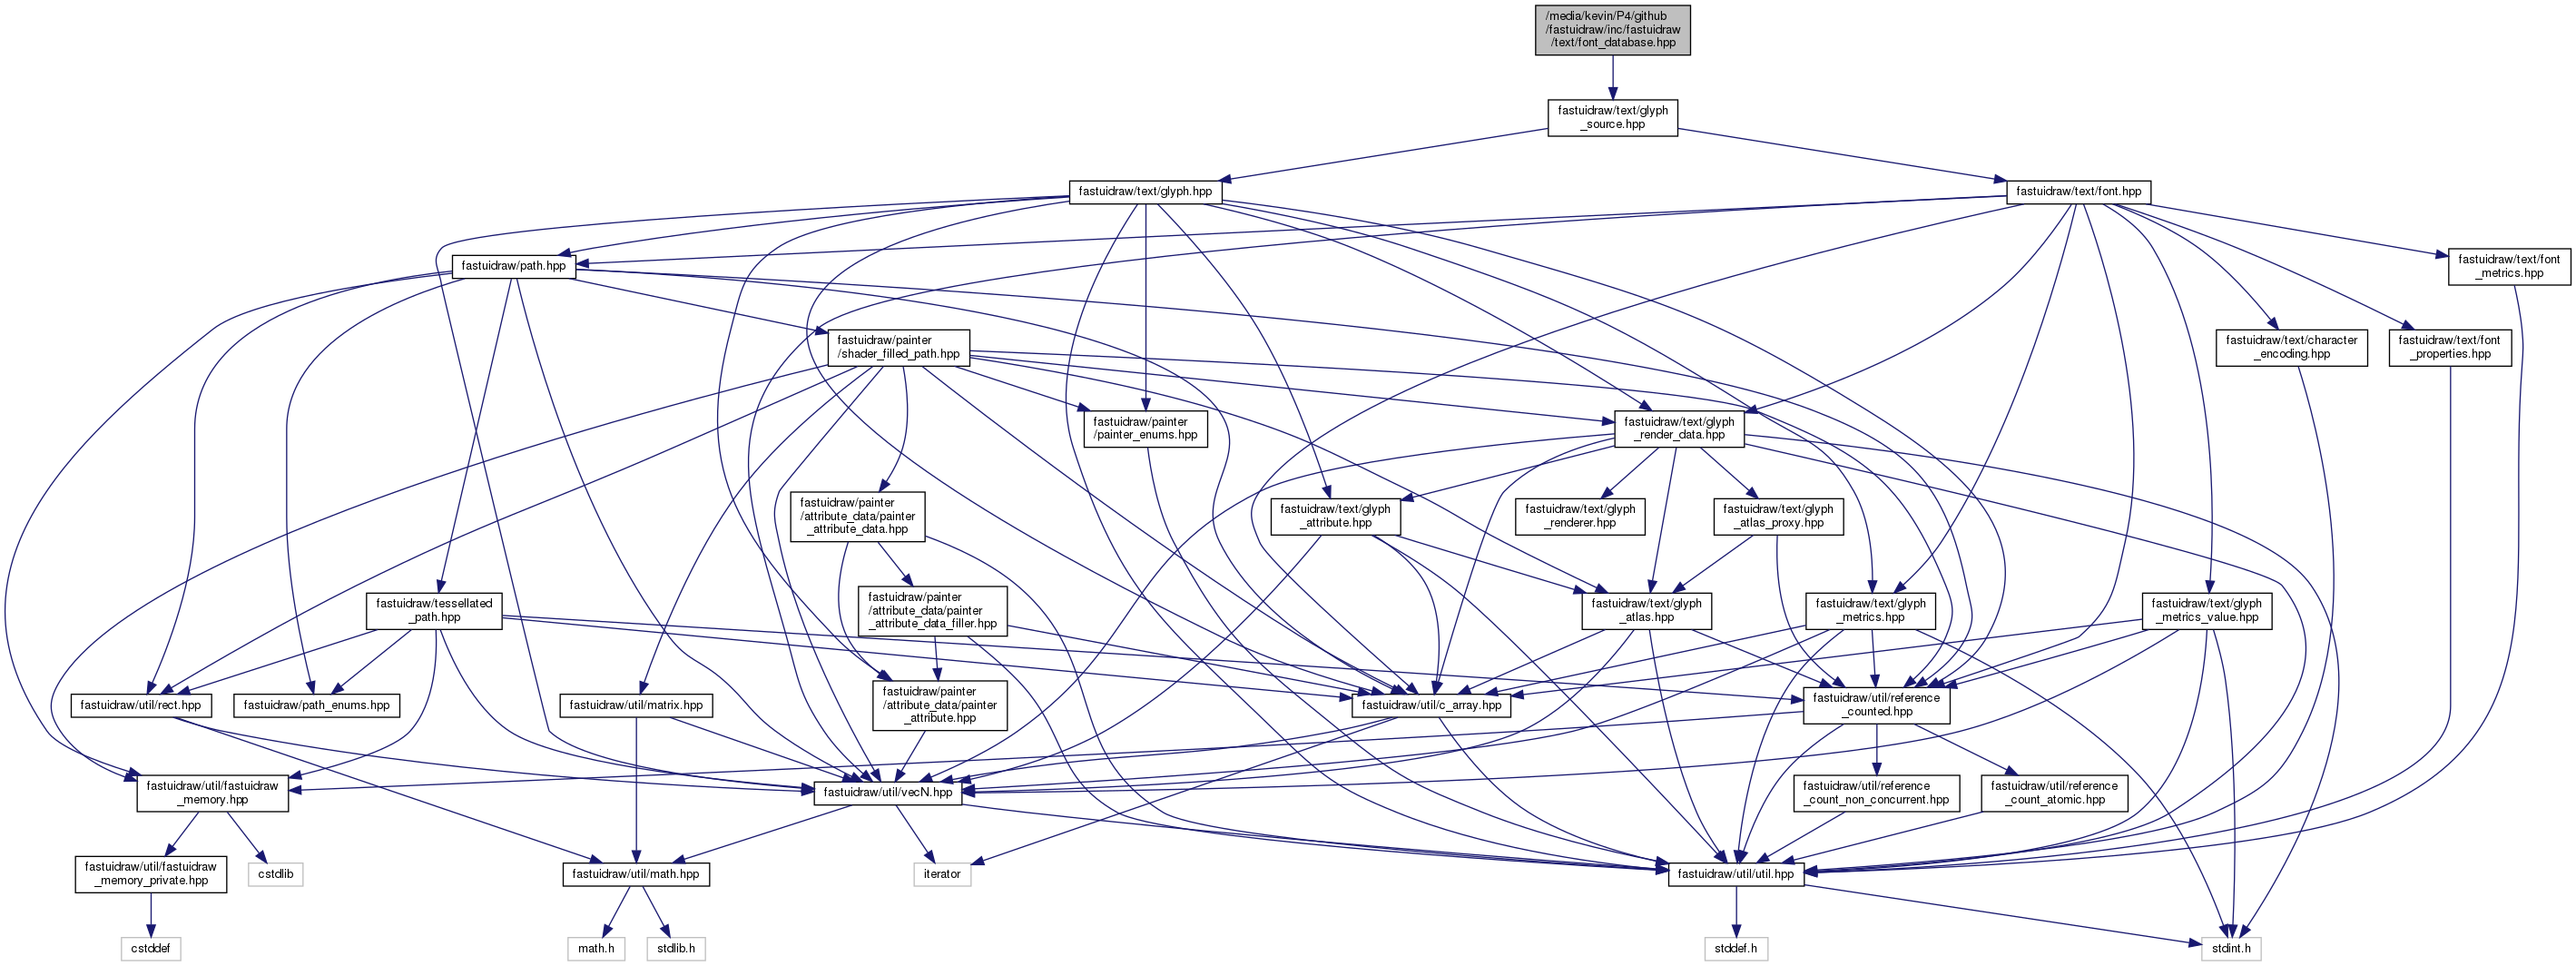 /media/kevin/P4/github
/fastuidraw/inc/fastuidraw
/text/font_database.hpp
fastuidraw/text/glyph
_source.hpp
fastuidraw/text/glyph.hpp
fastuidraw/text/font.hpp
fastuidraw/path.hpp
fastuidraw/text/font
_metrics.hpp
fastuidraw/painter
/shader_filled_path.hpp
fastuidraw/text/character
_encoding.hpp
fastuidraw/text/font
_properties.hpp
fastuidraw/painter
/painter_enums.hpp
fastuidraw/text/glyph
_render_data.hpp
fastuidraw/painter
/attribute_data/painter
_attribute_data.hpp
fastuidraw/text/glyph
_attribute.hpp
fastuidraw/text/glyph
_renderer.hpp
fastuidraw/text/glyph
_atlas_proxy.hpp
fastuidraw/tessellated
_path.hpp
fastuidraw/painter
/attribute_data/painter
_attribute_data_filler.hpp
fastuidraw/text/glyph
_atlas.hpp
fastuidraw/text/glyph
_metrics.hpp
fastuidraw/text/glyph
_metrics_value.hpp
fastuidraw/util/rect.hpp
fastuidraw/path_enums.hpp
fastuidraw/util/matrix.hpp
fastuidraw/painter
/attribute_data/painter
_attribute.hpp
fastuidraw/util/c_array.hpp
fastuidraw/util/reference
_counted.hpp
fastuidraw/util/fastuidraw
_memory.hpp
fastuidraw/util/vecN.hpp
fastuidraw/util/reference
_count_non_concurrent.hpp
fastuidraw/util/reference
_count_atomic.hpp
fastuidraw/util/fastuidraw
_memory_private.hpp
cstdlib
fastuidraw/util/math.hpp
iterator
fastuidraw/util/util.hpp
cstddef
math.h
stdlib.h
stddef.h
stdint.h